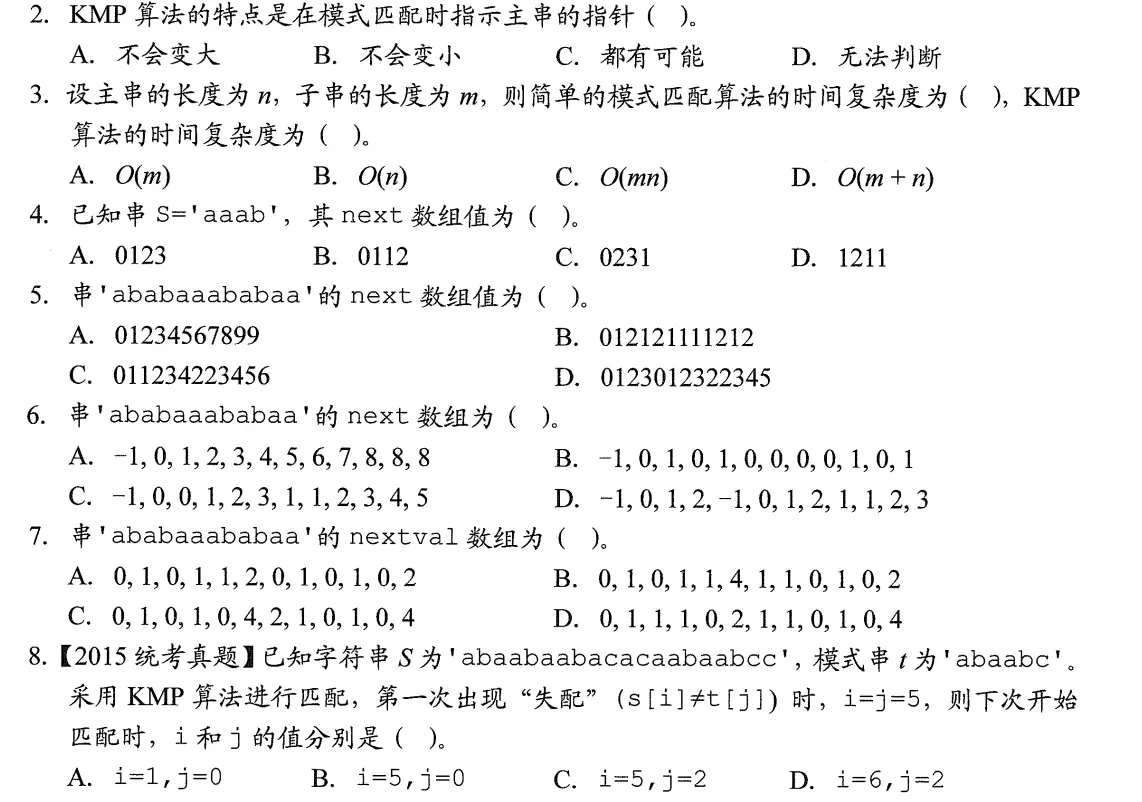 2. KMP 算法的特点是在模式匹配时指示主串的指针（ ）。
A. 不会变大 B. 不会变小 C. 都有可能 D. 无法判断
3. 设主串的长度为 n，子串的长度为 m，则简单的模式匹配算法的时间复杂度为（ ），KMP
算法的时间复杂度为（ ）。
A. O(m) B. O(n) C. O(mn) D. O(m + n)
4. 已知串 S='aaab'，其 next 数组值为（ ）。
A. 0123 B. 0112 C. 0231 D. 1211
5. 串'ababaaababaa'的 next 数组值为（ ）。
A. 01234567899 B. 012121111212
C. 011234223456 D. 0123012322345
6. 串'ababaaababaa'的 next 数组为（ ）。
A. -1, 0, 1, 2, 3, 4, 5, 6, 7, 8, 8, 8 B. -1, 0, 1, 0, 1, 0, 0, 0, 0, 1, 0, 1
C. -1, 0, 0, 1, 2, 3, 1, 1, 2, 3, 4, 5 D. -1, 0, 1, 2, -1, 0, 1, 2, 1, 1, 2, 3
7. 串'ababaaababaa'的 nextval 数组为（ ）。
A. 0, 1, 0, 1, 1, 2, 0, 1, 0, 1, 0, 2 B. 0, 1, 0, 1, 1, 4, 1, 1, 0, 1, 0, 2
C. 0, 1, 0, 1, 0, 4, 2, 1, 0, 1, 0, 4 D. 0, 1, 1, 1, 0, 2, 1, 1, 0, 1, 0, 4
8.【2015 统考真题】已知字符串 S 为'abaabaabacacaabaabcc'，模式串 t 为'abaabc'。
采用 KMP 算法进行匹配，第一次出现“失配”(s[i]≠t[j]) 时，i=j=5，则下次开始
匹配时，i 和 j 的值分别是（ ）。
A. i=1,j=0 B. i=5,j=0 C. i=5,j=2 D. i=6,j=2